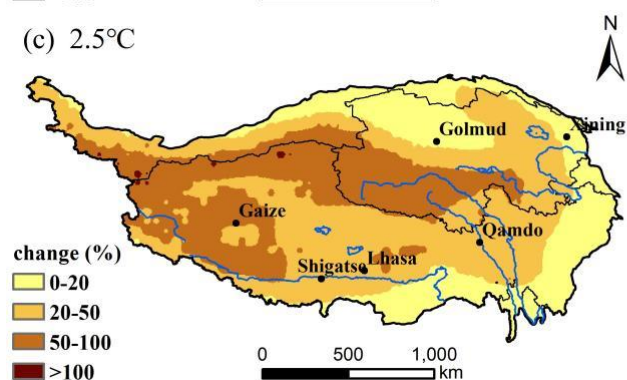 (c) 2.5°C
N
Golmud
Xining
Gaize
Qamdo
Lhasa
Shigatse
change (%)
0-20
20-50
50-100
>100
0 500 1,000
km